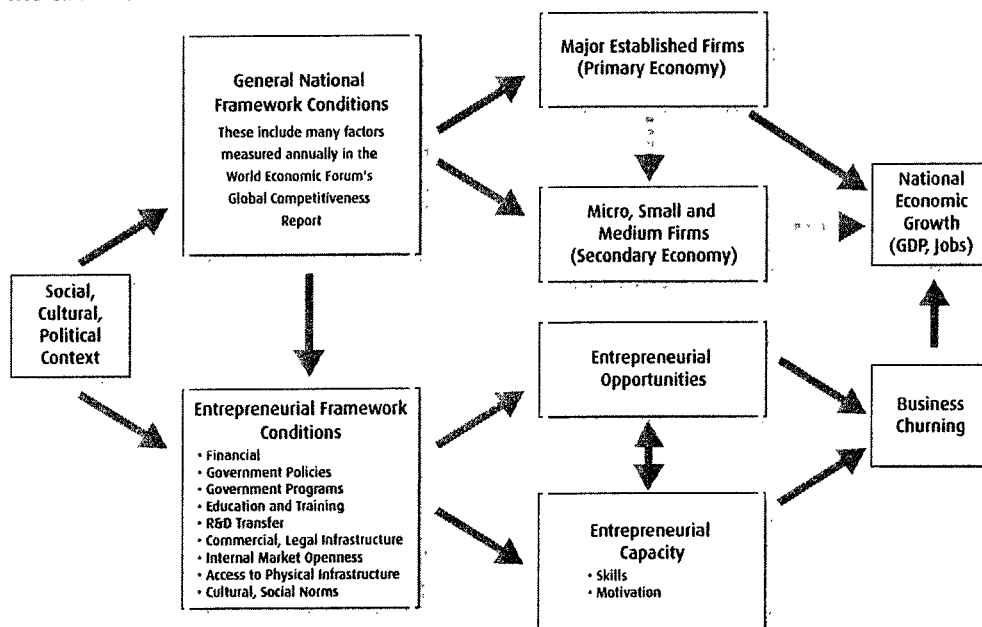 General National
Framework Conditions
These include many factors
measured annually in the
World Economic Forum's
Global Competitiveness
Report
Major Established Firms
(Primary Economy)
Micro, Small and
Medium Firms
(Secondary Economy)
National
Economic
Growth
(GDP, Jobs)
Social,
Cultural,
Political
Context
Entrepreneurial Framework
Conditions
• Financial
• Government Policies
• Government Programs
• Education and Training
• R&D Transfer
• Commercial, Legal Infrastructure
• Internal Market Openness
• Access to Physical Infrastructure
• Cultural, Social Norms
Entrepreneurial
Opportunities
Entrepreneurial
Capacity
• Skills
• Motivation
Business
Churning